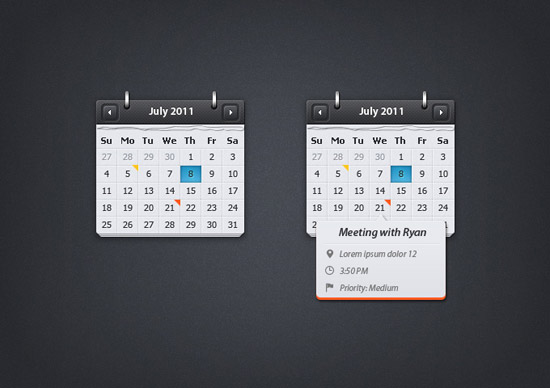 July 2011
Su Mo Tu We Th Fr Sa
27 28 29 30 1 2 3
4 5 6 7 8 9 10
11 12 13 14 15 16 17
18 19 20 21 22 23 24
25 26 27 28 29 30 31
July 2011
Su Mo Tu We Th Fr Sa
27 28 29 30 1 2 3
4 5 6 7 8 9 10
11 12 13 14 15 16 17
18 19 20 21 22 23 24
Meeting with Ryan
Lorem ipsum dolor 12
3:50 PM
Priority: Medium